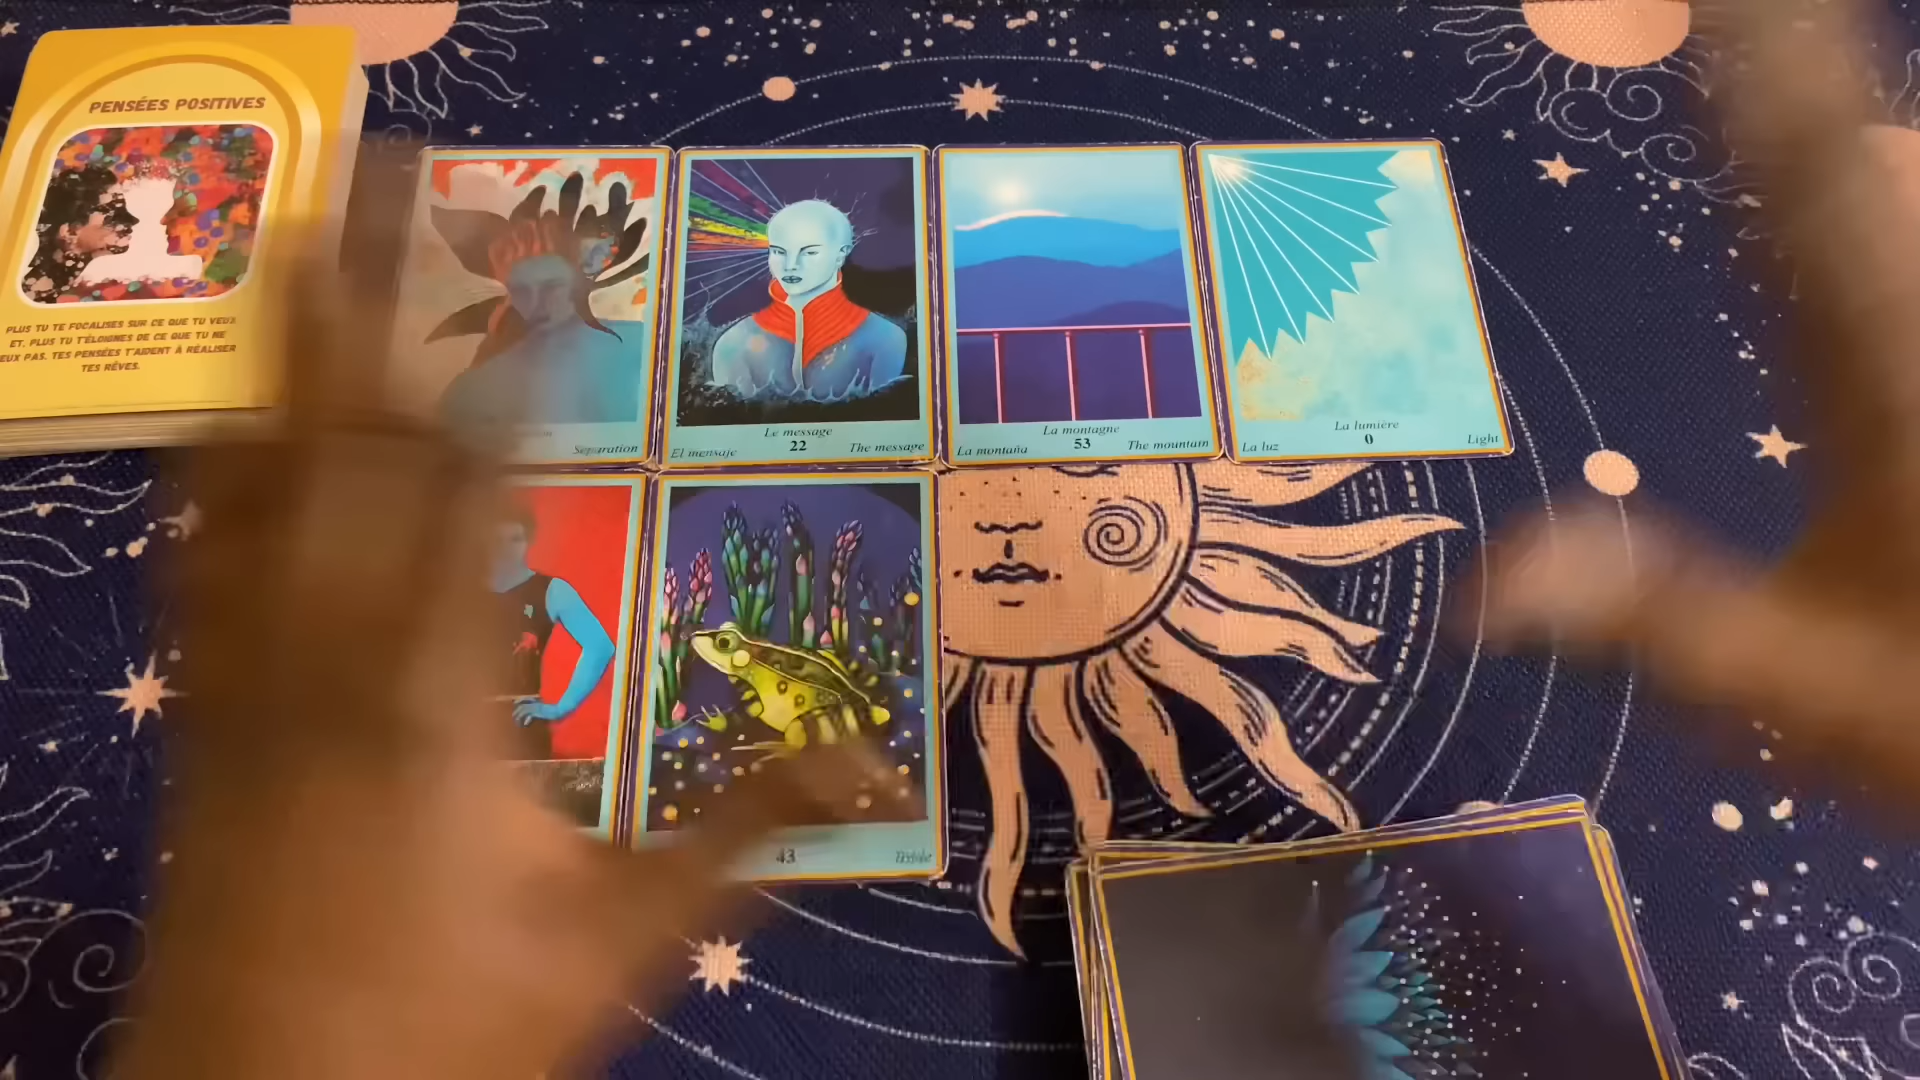 PENSÉES POSITIVES
PLUS TU TE FOCALISES SUR CE QUE TU VEUX
ET, PLUS TU T'ÉLOIGNES DE CE QUE TU NE
EUX PAS. TES PENSÉES T'AIDENT À RÉALISER
TES RÊVES.
Separation
Le message
El mensaje 22 The message
La montagne
La montaña 53 The mountain
La lumière
La luz 0 Light
43